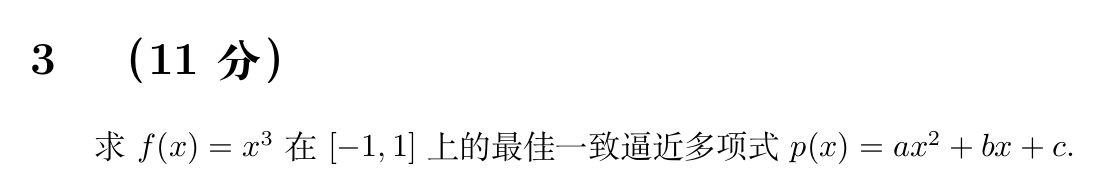 3 (11 分)
求 f(x) = x³ 在 [−1, 1] 上的最佳一致逼近多项式 p(x) = ax² + bx + c.